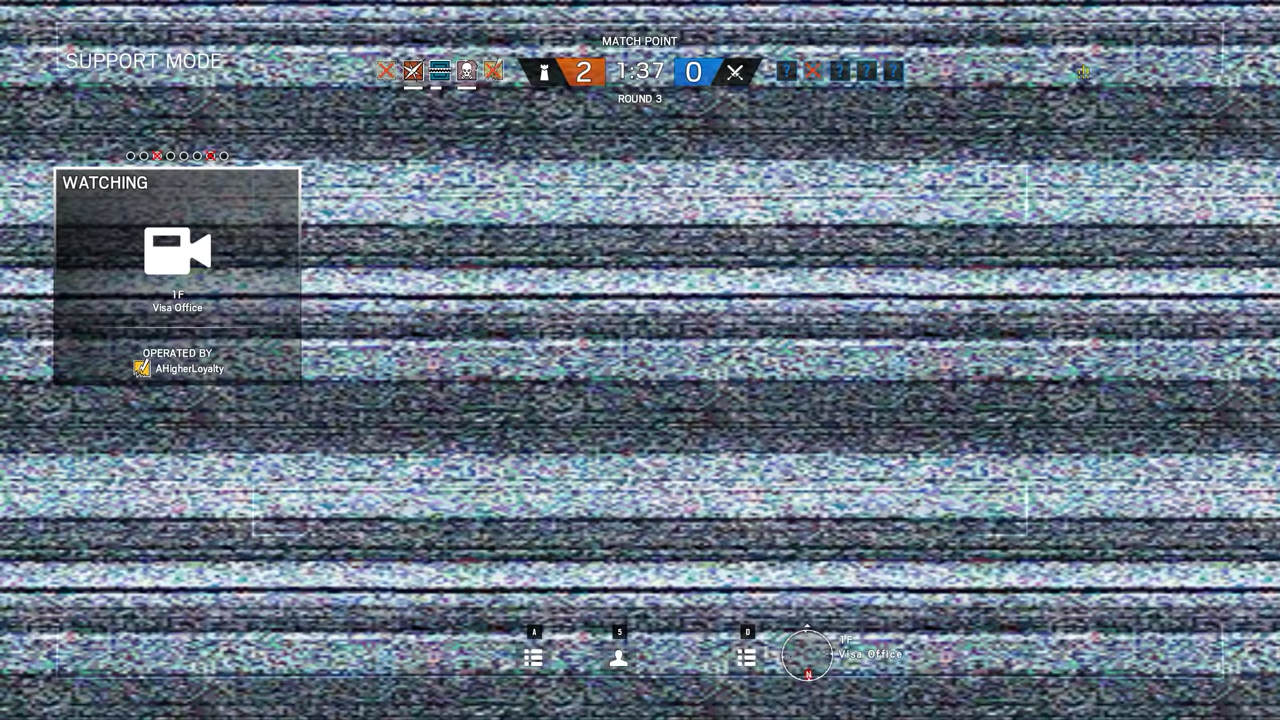 SUPPORT MODE
MATCH POINT
2 1:37 0
ROUND 3
? ? ? ?
WATCHING
1F
Visa Office
OPERATED BY
AHigherLoyalty
A 5 D
1F
Visa Office
N